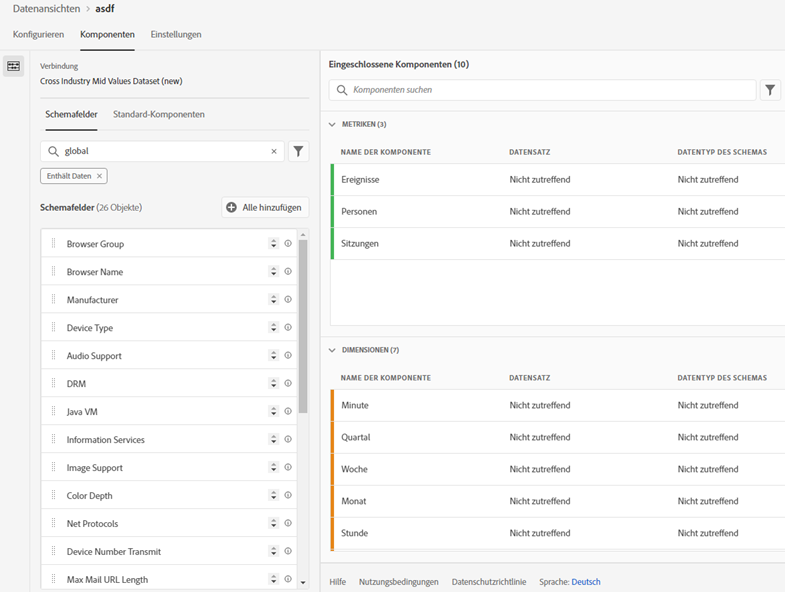 Datenansichten > asdf
Konfigurieren Komponenten Einstellungen
Verbindung
Cross Industry Mid Values Dataset (new)
Schemafelder Standard-Komponenten
global
Enthält Daten
Schemafelder (26 Objekte) Alle hinzufügen
Browser Group
Browser Name
Manufacturer
Device Type
Audio Support
DRM
Java VM
Information Services
Image Support
Color Depth
Net Protocols
Device Number Transmit
Max Mail URL Length
Eingeschlossene Komponenten (10)
Komponenten suchen
METRIKEN (3)
NAME DER KOMPONENTE DATENSATZ DATENTYP DES SCHEMAS
Ereignisse Nicht zutreffend Nicht zutreffend
Personen Nicht zutreffend Nicht zutreffend
Sitzungen Nicht zutreffend Nicht zutreffend
DIMENSIONEN (7)
NAME DER KOMPONENTE DATENSATZ DATENTYP DES SCHEMAS
Minute Nicht zutreffend Nicht zutreffend
Quartal Nicht zutreffend Nicht zutreffend
Woche Nicht zutreffend Nicht zutreffend
Monat Nicht zutreffend Nicht zutreffend
Stunde Nicht zutreffend Nicht zutreffend
Hilfe Nutzungsbedingungen Datenschutzrichtlinie Sprache: Deutsch